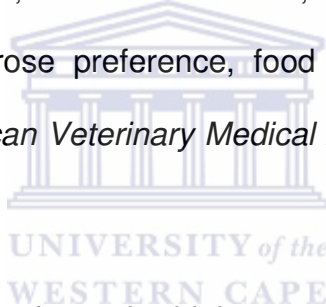 rose preference, food
can Veterinary Medical
UNIVERSITY of the
WESTERN CAPE